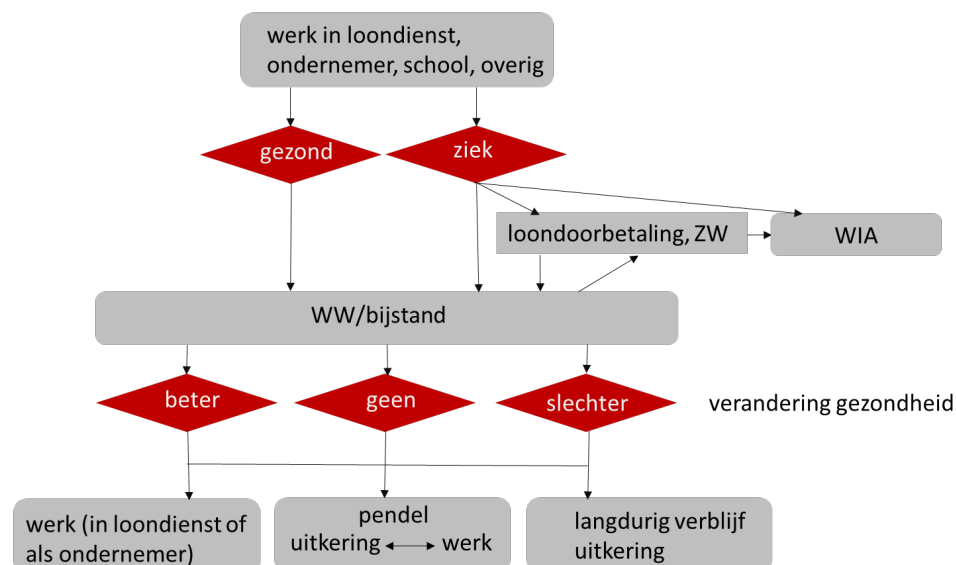 werk in loondienst,
ondernemer, school, overig
gezond
ziek
loondoorbetaling, ZW
WIA
WW/bijstand
beter
geen
slechter
verandering gezondheid
werk (in loondienst of
als ondernemer)
pendel
uitkering werk
langdurig verblijf
uitkering